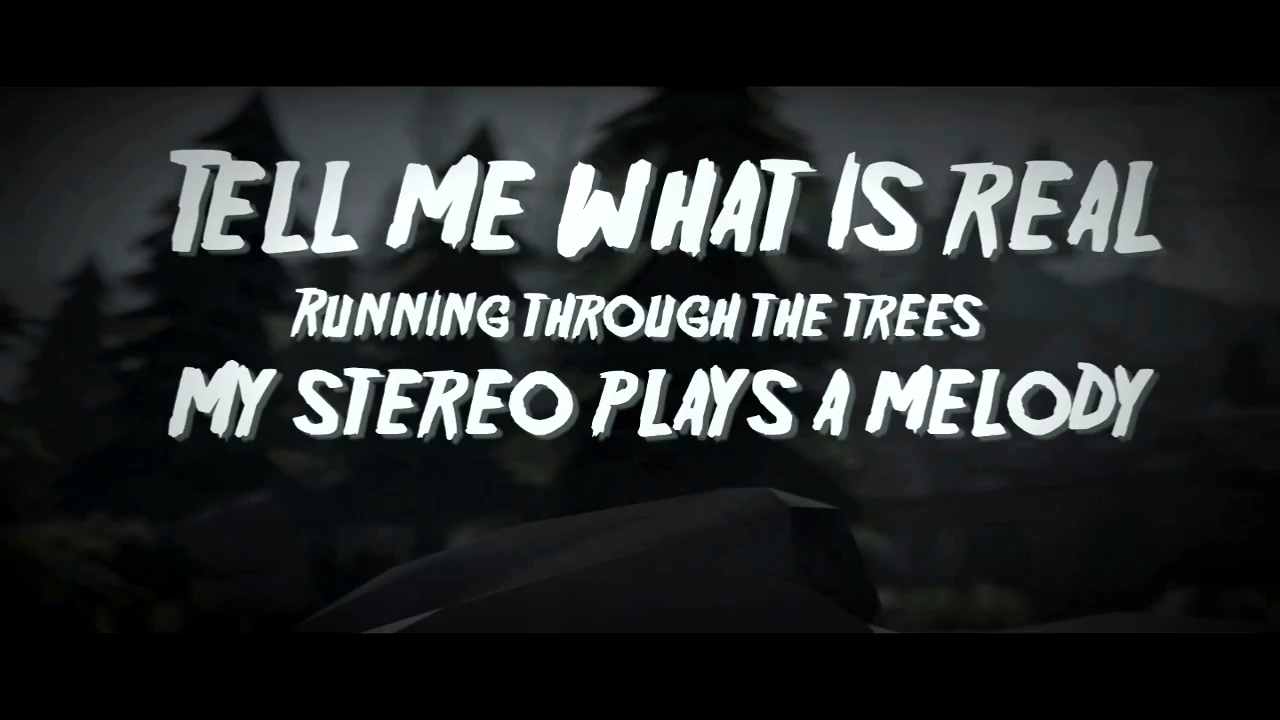 TELL ME WHAT IS REAL
RUNNING THROUGH THE TREES
MY STEREO PLAYS A MELODY